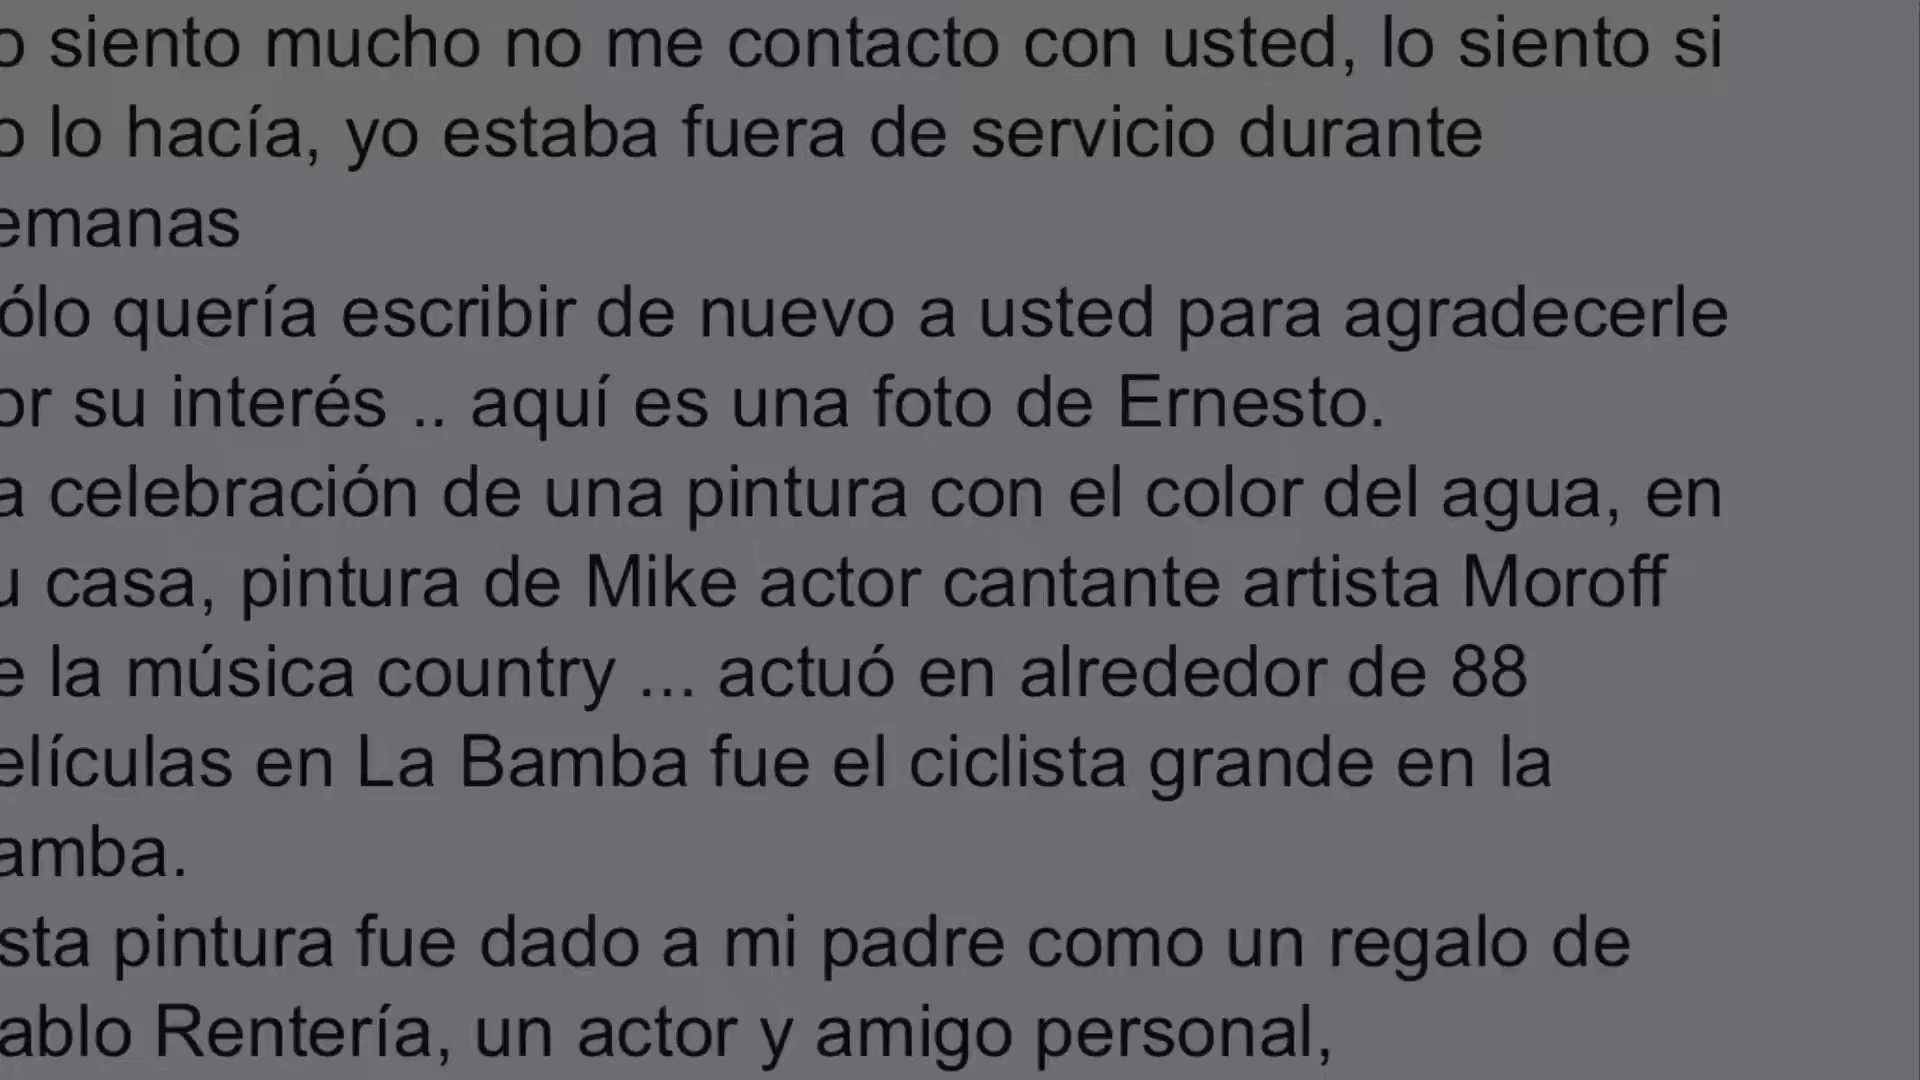 o siento mucho no me contacto con usted, lo siento si
o lo hacía, yo estaba fuera de servicio durante
emanas
ólo quería escribir de nuevo a usted para agradecerle
or su interés .. aquí es una foto de Ernesto.
a celebración de una pintura con el color del agua, en
u casa, pintura de Mike actor cantante artista Moroff
e la música country ... actuó en alrededor de 88
elículas en La Bamba fue el ciclista grande en la
amba.
sta pintura fue dado a mi padre como un regalo de
ablo Rentería, un actor y amigo personal,